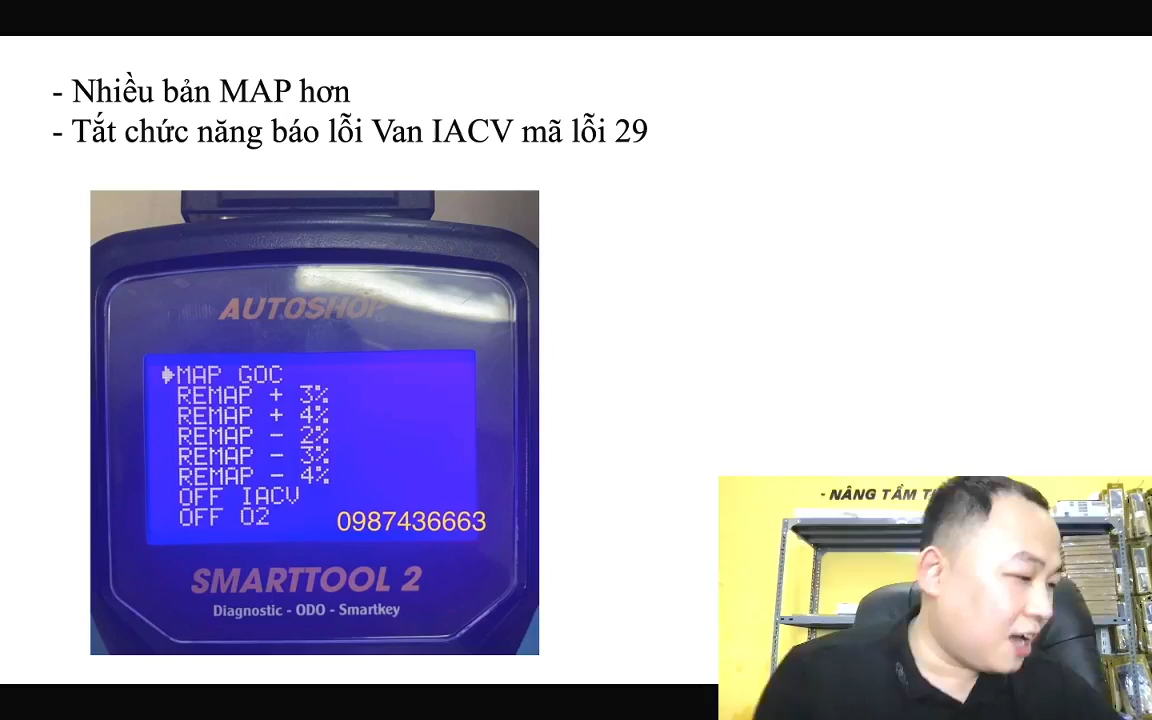 - Nhiều bản MAP hơn
- Tắt chức năng báo lỗi Van IACV mã lỗi 29
AUTOSHOP
MAP GOC
REMAP + 3%
REMAP + 4%
REMAP - 2%
REMAP - 3%
REMAP - 4%
OFF IACV
OFF O2
0987436663
SMARTTOOL 2
Diagnostic - ODO - Smartkey
- NÂNG TẦM